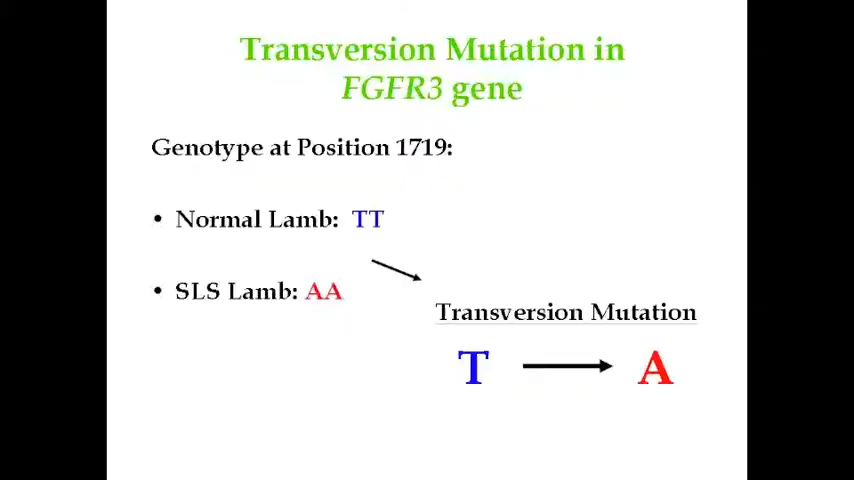 Transversion Mutation in
FGFR3 gene
Genotype at Position 1719:
• Normal Lamb: TT
• SLS Lamb: AA
Transversion Mutation
T A